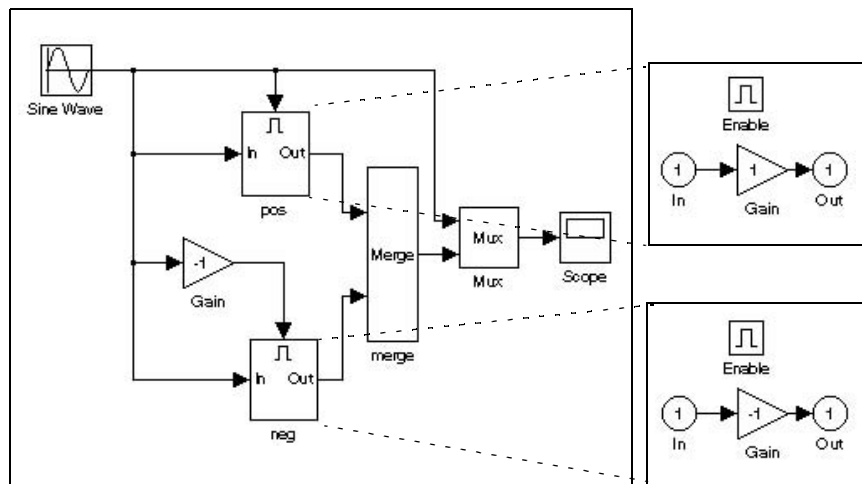 Sine Wave
In
Out
pos
-1
Gain
In
Out
neg
Merge
merge
Mux
Mux
Scope
Enable
1
1
1
In
Gain
Out
Enable
1
-1
1
In
Gain
Out